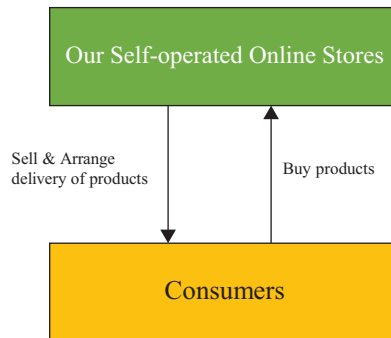 Our Self-operated Online Stores
Sell & Arrange
delivery of products
Buy products
Consumers